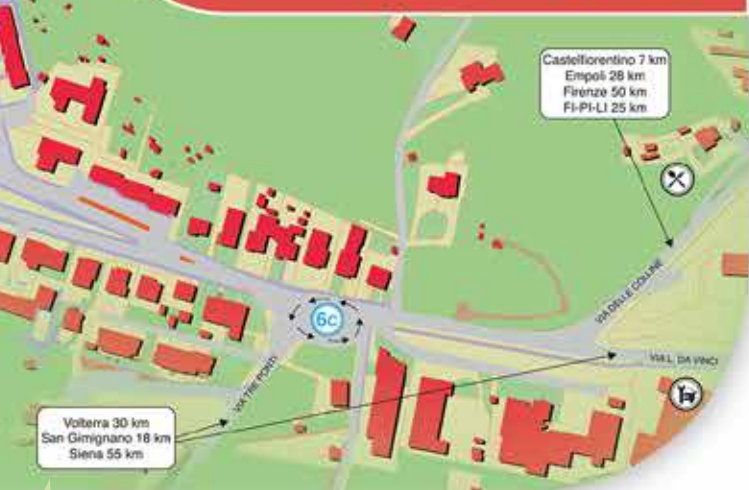 Castelfiorentino 7 km
Empoli 28 km
Firenze 50 km
FI-PI-LI 25 km
VIA DELLE COLLINE
6c
VIA L. DA VINCI
VIA TRE PONTI
Volterra 30 km
San Gimignano 18 km
Siena 55 km